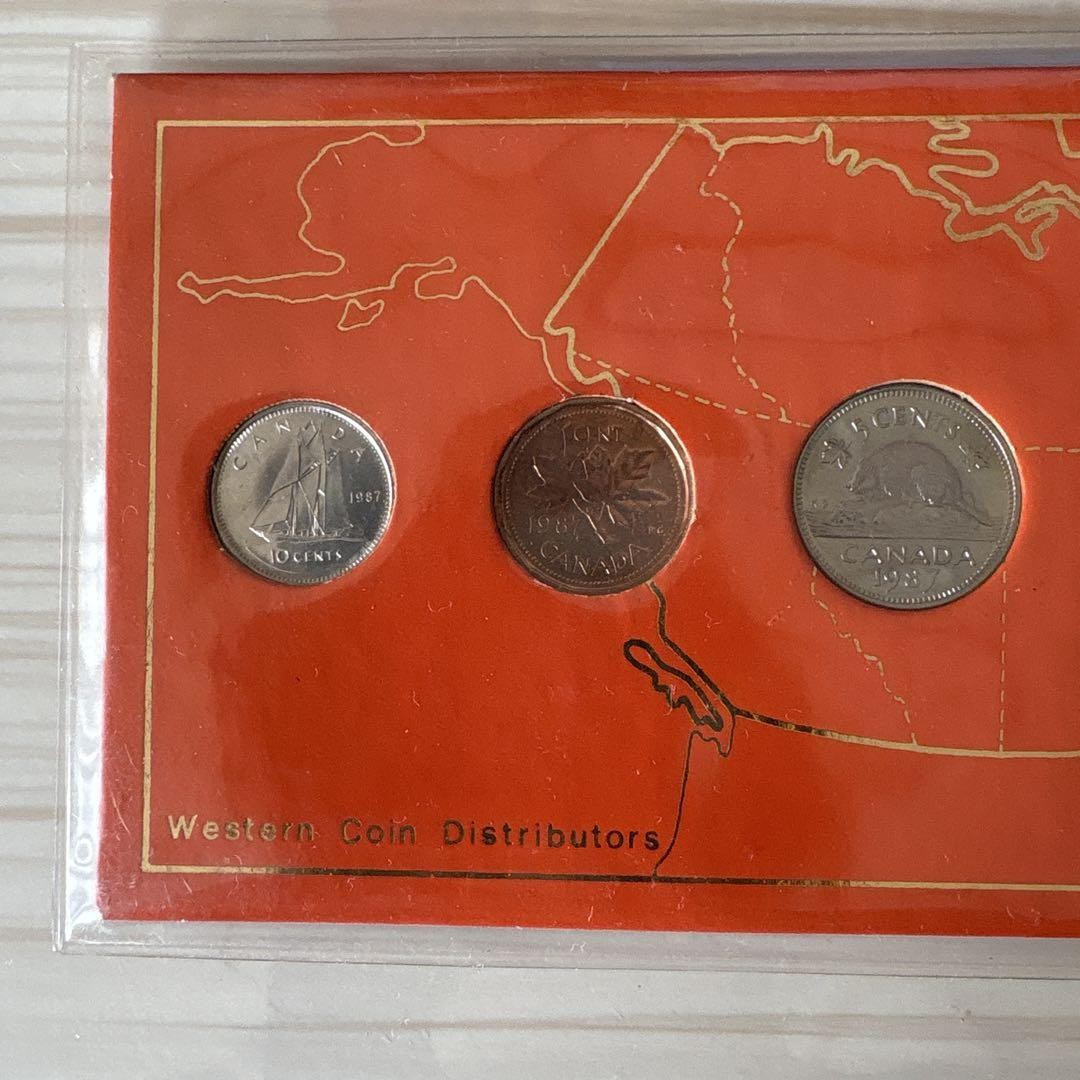 CANADA
1987
10 CENTS
1 CENT
1987
CANADA
5 CENTS
CANADA
1987
Western Coin Distributors